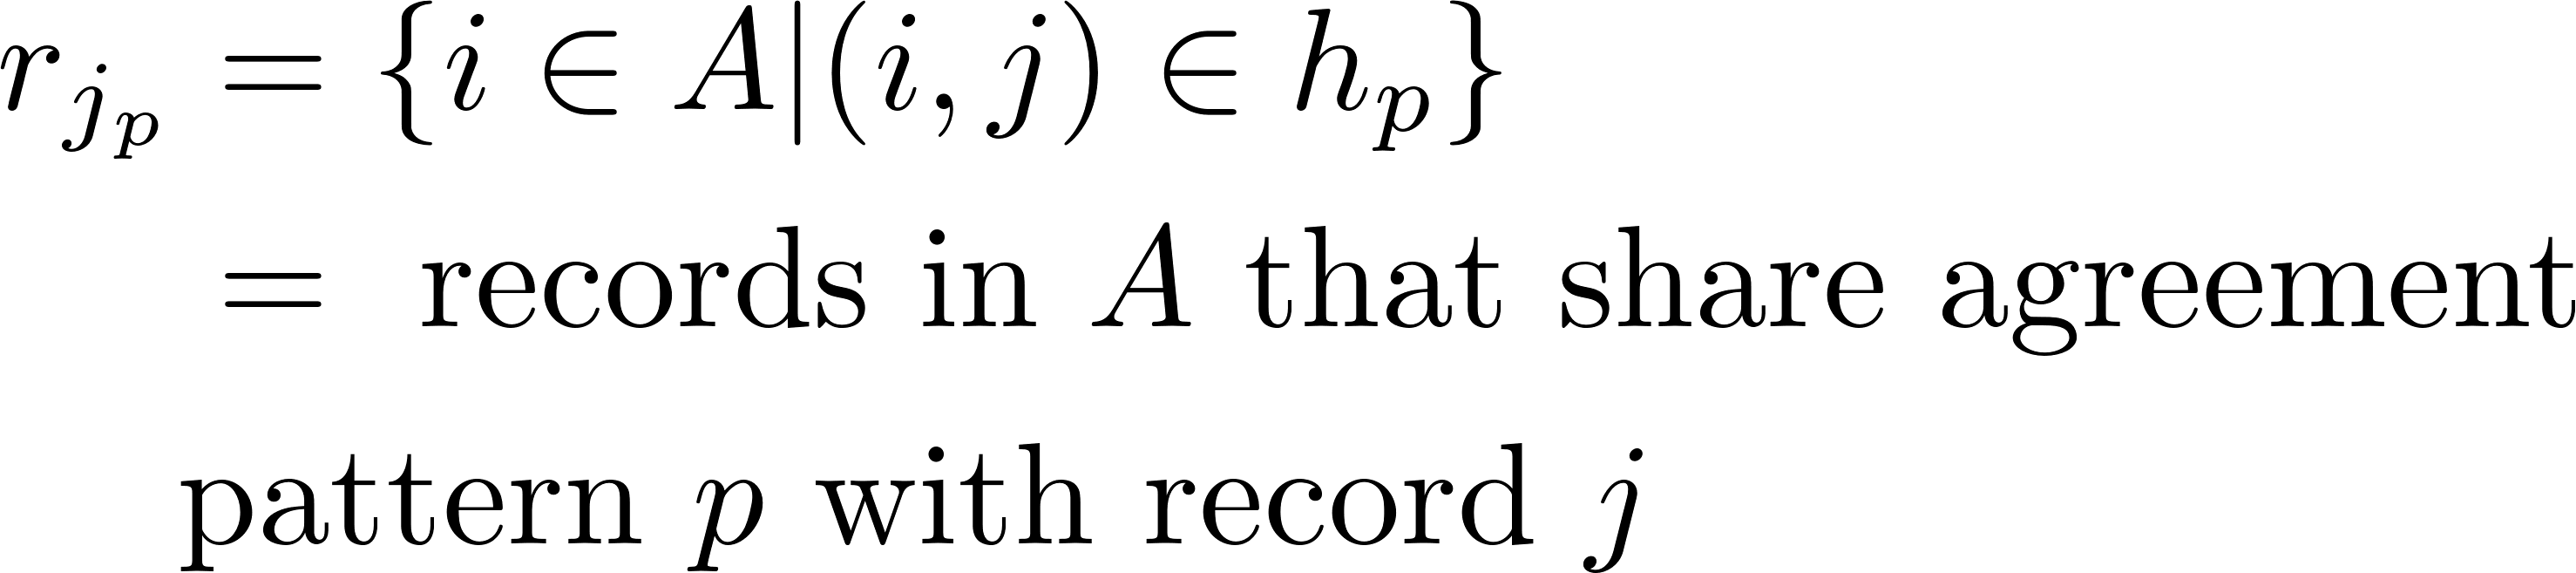 r_{j_p} = {i ∈ A|(i, j) ∈ h_p}
= records in A that share agreement
pattern p with record j